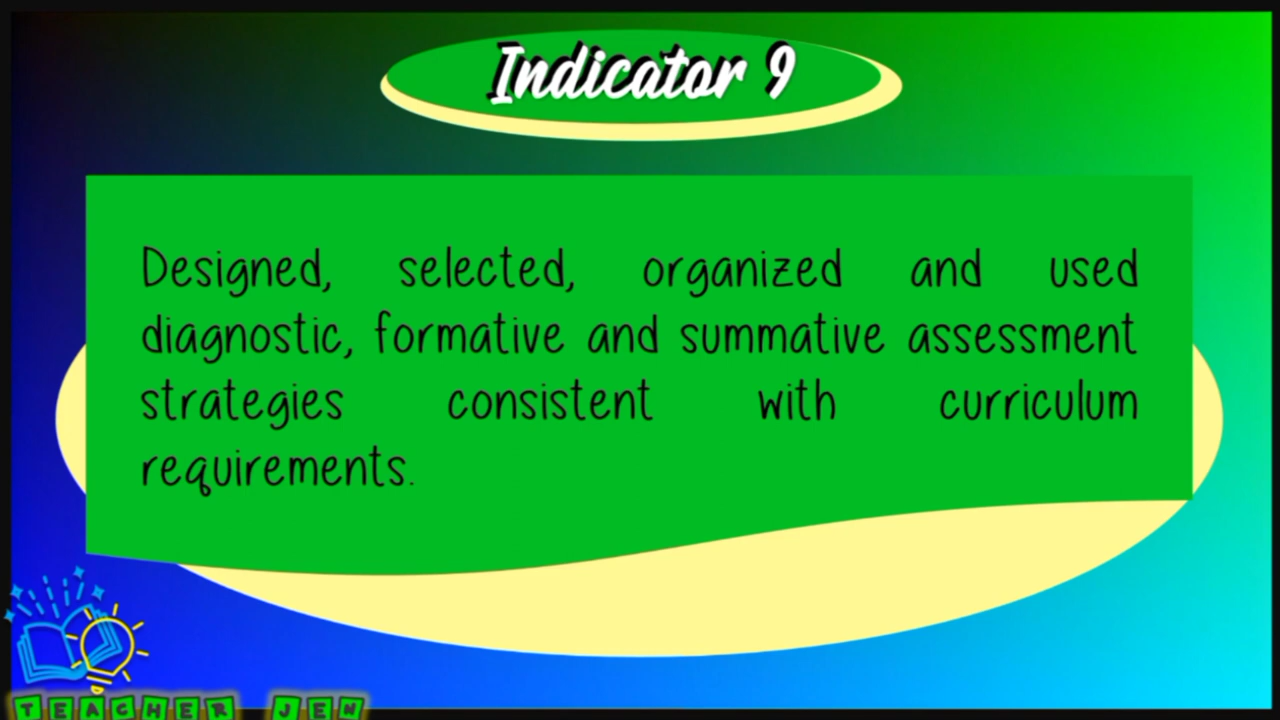 Indicator 9
Designed, selected, organized and used
diagnostic, formative and summative assessment
strategies consistent with curriculum
requirements.
TEACHER JEN